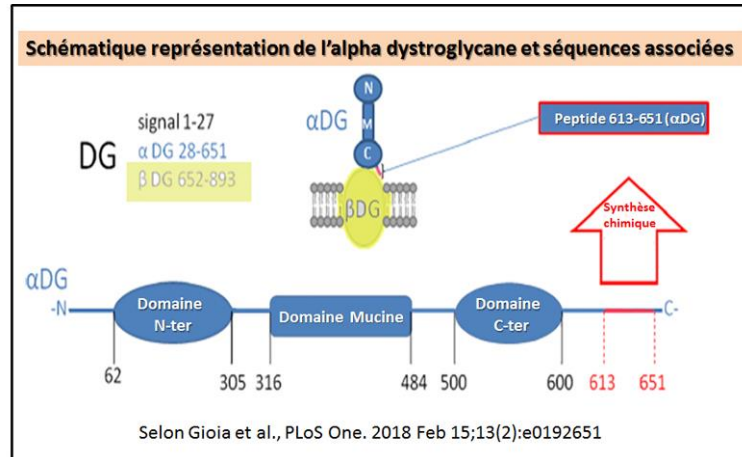 Schématique représentation de l'alpha dystroglycane et séquences associées
DG
signal 1-27
α DG 28-651
β DG 652-893
αDG
N
M
C
βDG
Peptide 613-651 (αDG)
Synthèse
chimique
αDG
-N
Domaine
N-ter
Domaine Mucine
Domaine
C-ter
C-
62
305
316
484
500
600
613
651
Selon Gioia et al., PLoS One. 2018 Feb 15;13(2):e0192651